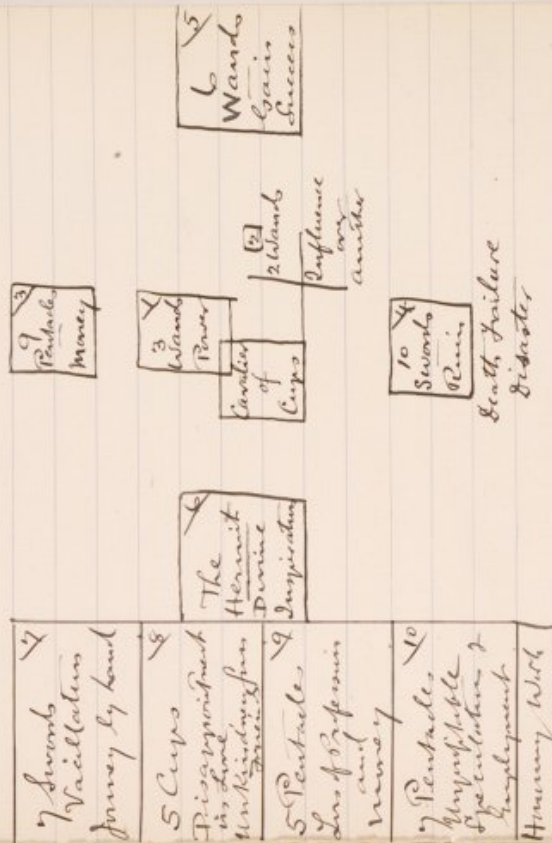 3
9
Pentacles
Money
5
6
Wands
Gain
Success
1
3
Wands
Power
2
2 Wands
Influence
over
another
Cavalier
of
Cups
6
The
Hermit
Divine
Inspiration
4
10
Swords
Ruin
Death, Failure
Disaster
7
7 Swords
Vacillation
Journey by land
8
5 Cups
Disappointment
in Love
Unkindness from
friends
9
5 Pentacles
Loss of Profession
and
money
10
7 Pentacles
Unprofitable
Speculation &
Employment